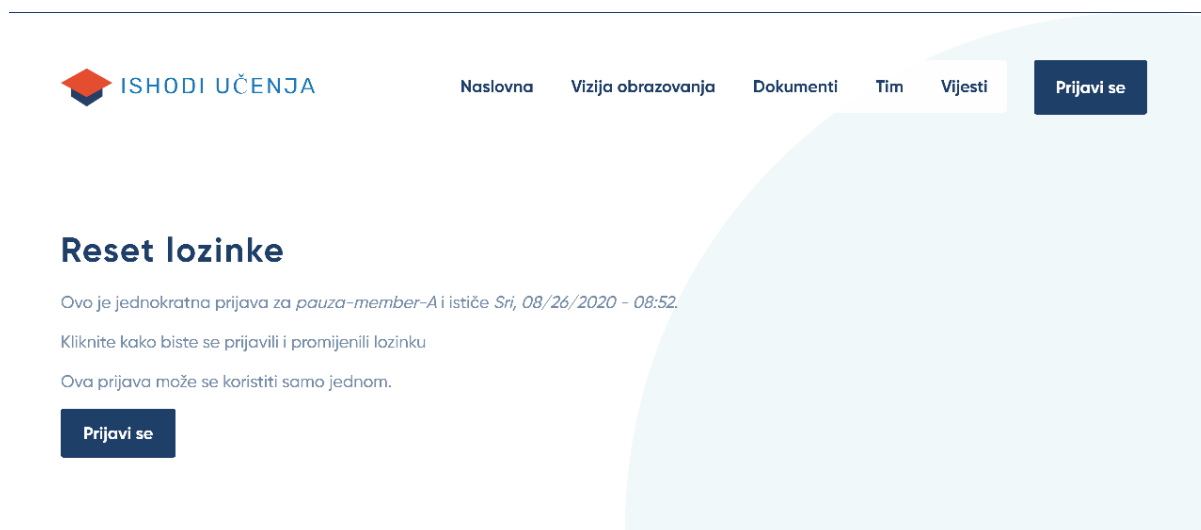 ISHODI UČENJA
Naslovna Vizija obrazovanja Dokumenti Tim Vijesti Prijavi se
Reset lozinke
Ovo je jednokratna prijava za pauza-member-A i ističe Sri, 08/26/2020 - 08:52.
Kliknite kako biste se prijavili i promijenili lozinku
Ova prijava može se koristiti samo jednom.
Prijavi se